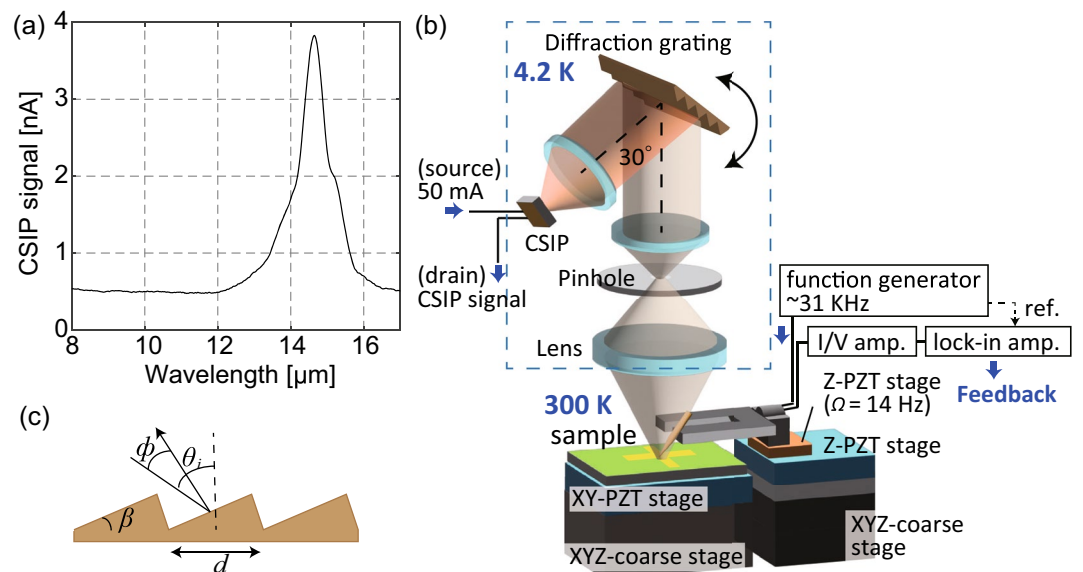 (a)
4
3
2
1
0
CSIP signal [nA]
8
10
12
14
16
Wavelength [μm]
(b)
Diffraction grating
4.2 K
30°
(source)
50 mA
CSIP
(drain)
CSIP signal
Pinhole
Lens
function generator
~31 KHz
ref.
I/V amp.
lock-in amp.
Feedback
Z-PZT stage
(Ω = 14 Hz)
Z-PZT stage
300 K
sample
XY-PZT stage
XYZ-coarse stage
XYZ-coarse
stage
(c)
ϕ
θi
β
d